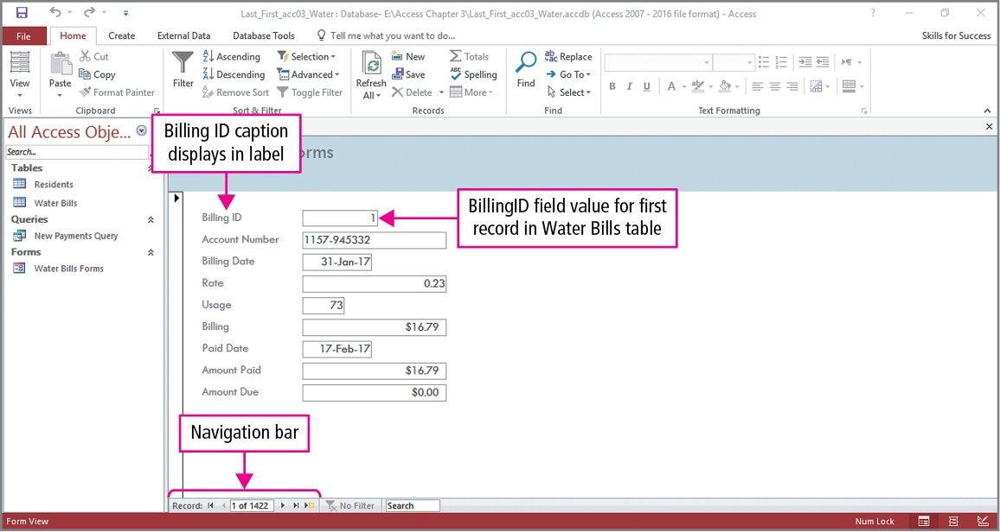 Last_First_acc03_Water : Database- E:\Access Chapter 3\Last_First_acc03_Water.accdb (Access 2007 - 2016 file format) - Access
?
File Home Create External Data Database Tools Tell me what you want to do... Skills for Success
View
Views
Paste
Cut
Copy
Format Painter
Clipboard
Filter
Ascending
Descending
Remove Sort
Selection
Advanced
Toggle Filter
Sort & Filter
Refresh
All
New
Save
Delete
Totals
Spelling
More
Records
Find
Replace
Go To
Select
Find
B I U A
Text Formatting
All Access Obje...
Search...
Tables
Residents
Water Bills
Queries
New Payments Query
Forms
Water Bills Forms
Billing ID caption
displays in label
orms
BillingID field value for first
record in Water Bills table
Billing ID 1
Account Number 1157-945332
Billing Date 31-Jan-17
Rate 0.23
Usage 73
Billing $16.79
Paid Date 17-Feb-17
Amount Paid $16.79
Amount Due $0.00
Navigation bar
Record: 1 of 1422 No Filter Search
Form View Num Lock